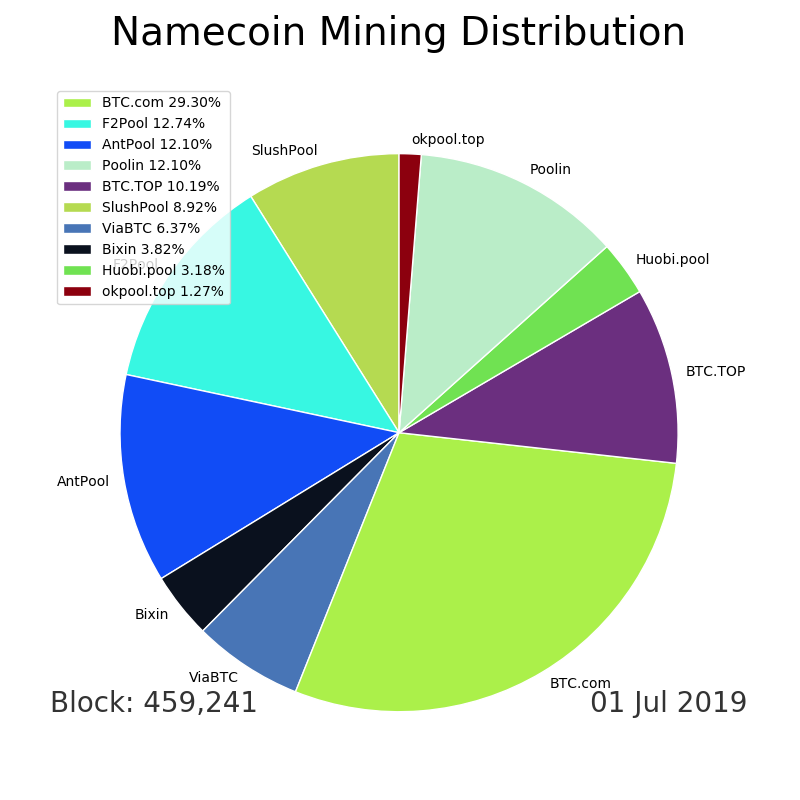 Namecoin Mining Distribution
BTC.com 29.30%
F2Pool 12.74%
AntPool 12.10%
Poolin 12.10%
BTC.TOP 10.19%
SlushPool 8.92%
ViaBTC 6.37%
Bixin 3.82%
Huobi.pool 3.18%
okpool.top 1.27%
okpool.top
SlushPool
Poolin
Huobi.pool
F2Pool
BTC.TOP
AntPool
Bixin
ViaBTC
BTC.com
Block: 459,241
01 Jul 2019